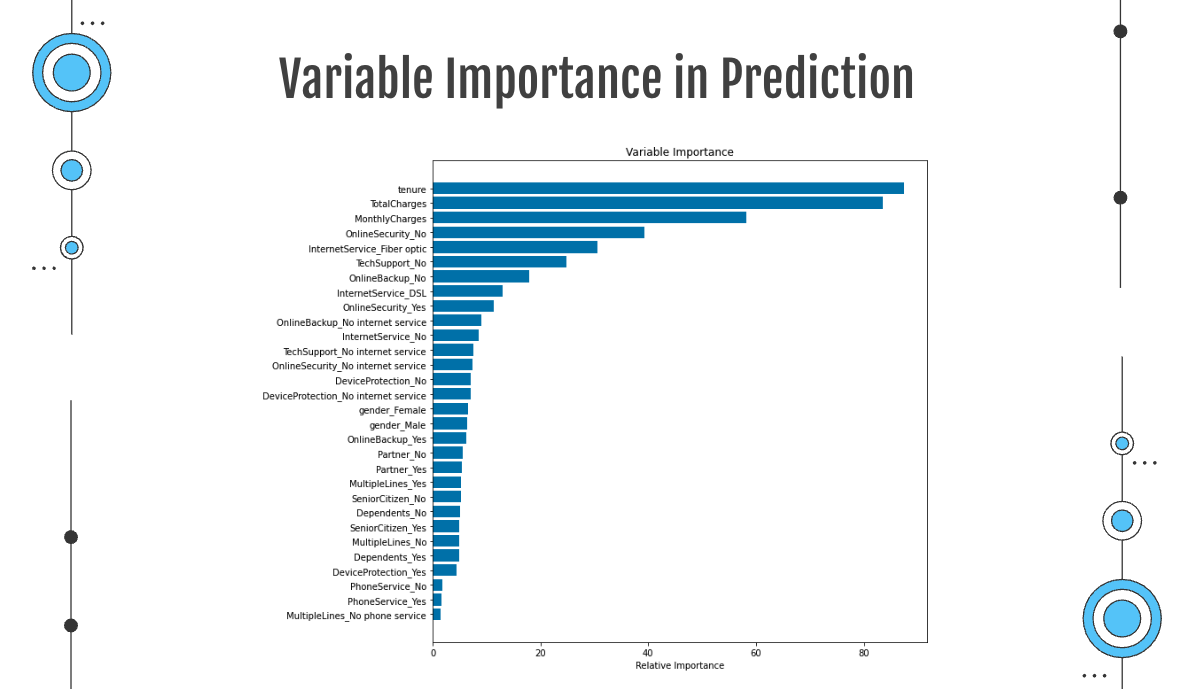 Variable Importance in Prediction
Variable Importance
tenure
TotalCharges
MonthlyCharges
OnlineSecurity_No
InternetService_Fiber optic
TechSupport_No
OnlineBackup_No
InternetService_DSL
OnlineSecurity_Yes
OnlineBackup_No internet service
InternetService_No
TechSupport_No internet service
OnlineSecurity_No internet service
DeviceProtection_No
DeviceProtection_No internet service
gender_Female
gender_Male
OnlineBackup_Yes
Partner_No
Partner_Yes
MultipleLines_Yes
SeniorCitizen_No
Dependents_No
SeniorCitizen_Yes
MultipleLines_No
Dependents_Yes
DeviceProtection_Yes
PhoneService_No
PhoneService_Yes
MultipleLines_No phone service
0 20 40 60 80
Relative Importance